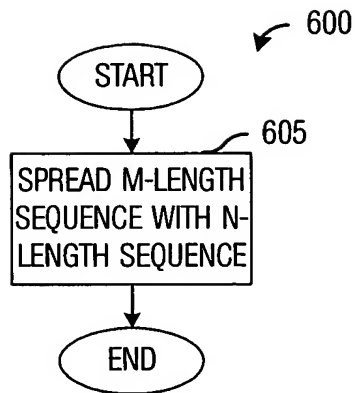 600
START
605
SPREAD M-LENGTH
SEQUENCE WITH N-
LENGTH SEQUENCE
END